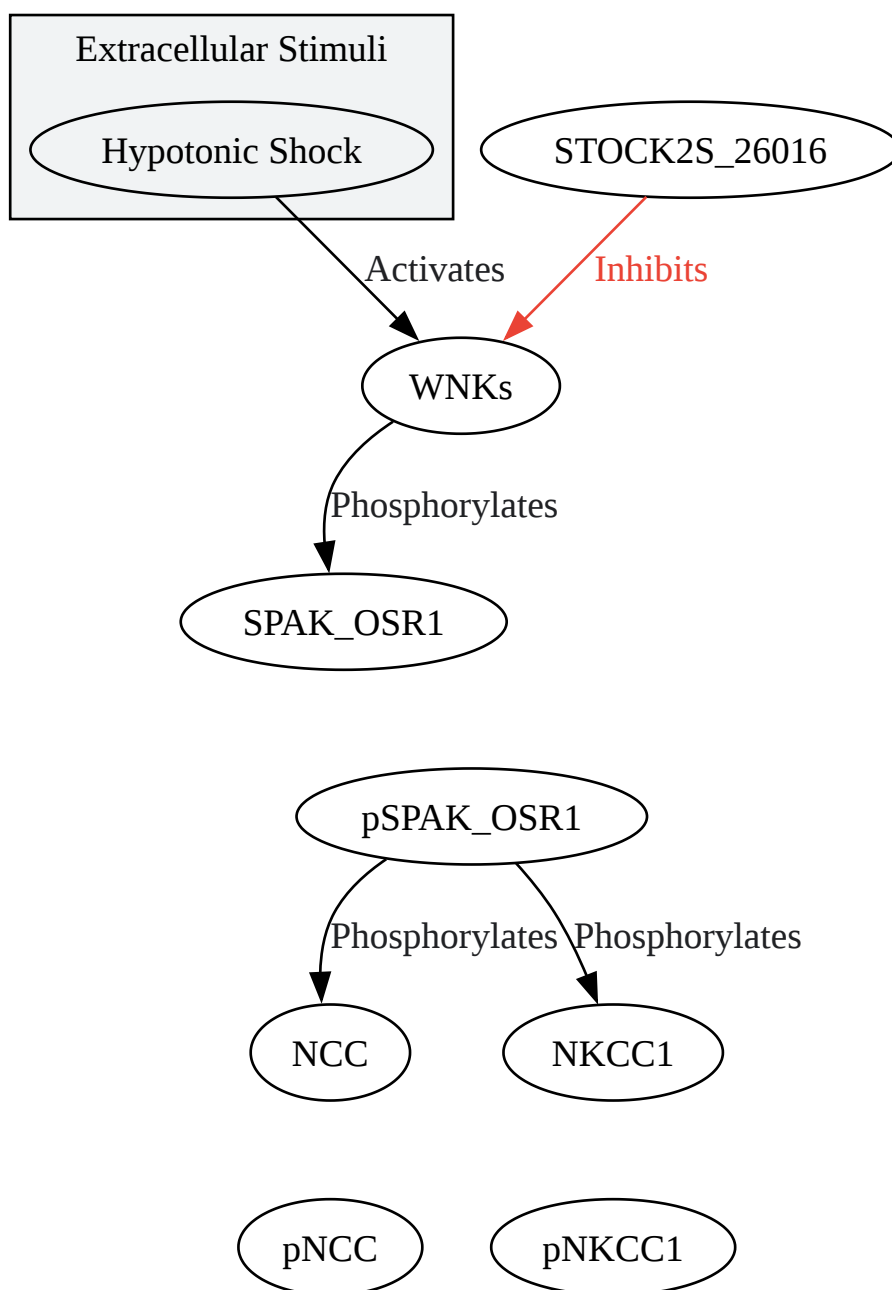 Extracellular Stimuli
Hypotonic Shock
STOCK2S_26016
Activates
Inhibits
WNKs
Phosphorylates
SPAK_OSR1
pSPAK_OSR1
Phosphorylates
Phosphorylates
NCC
NKCC1
pNCC
pNKCC1